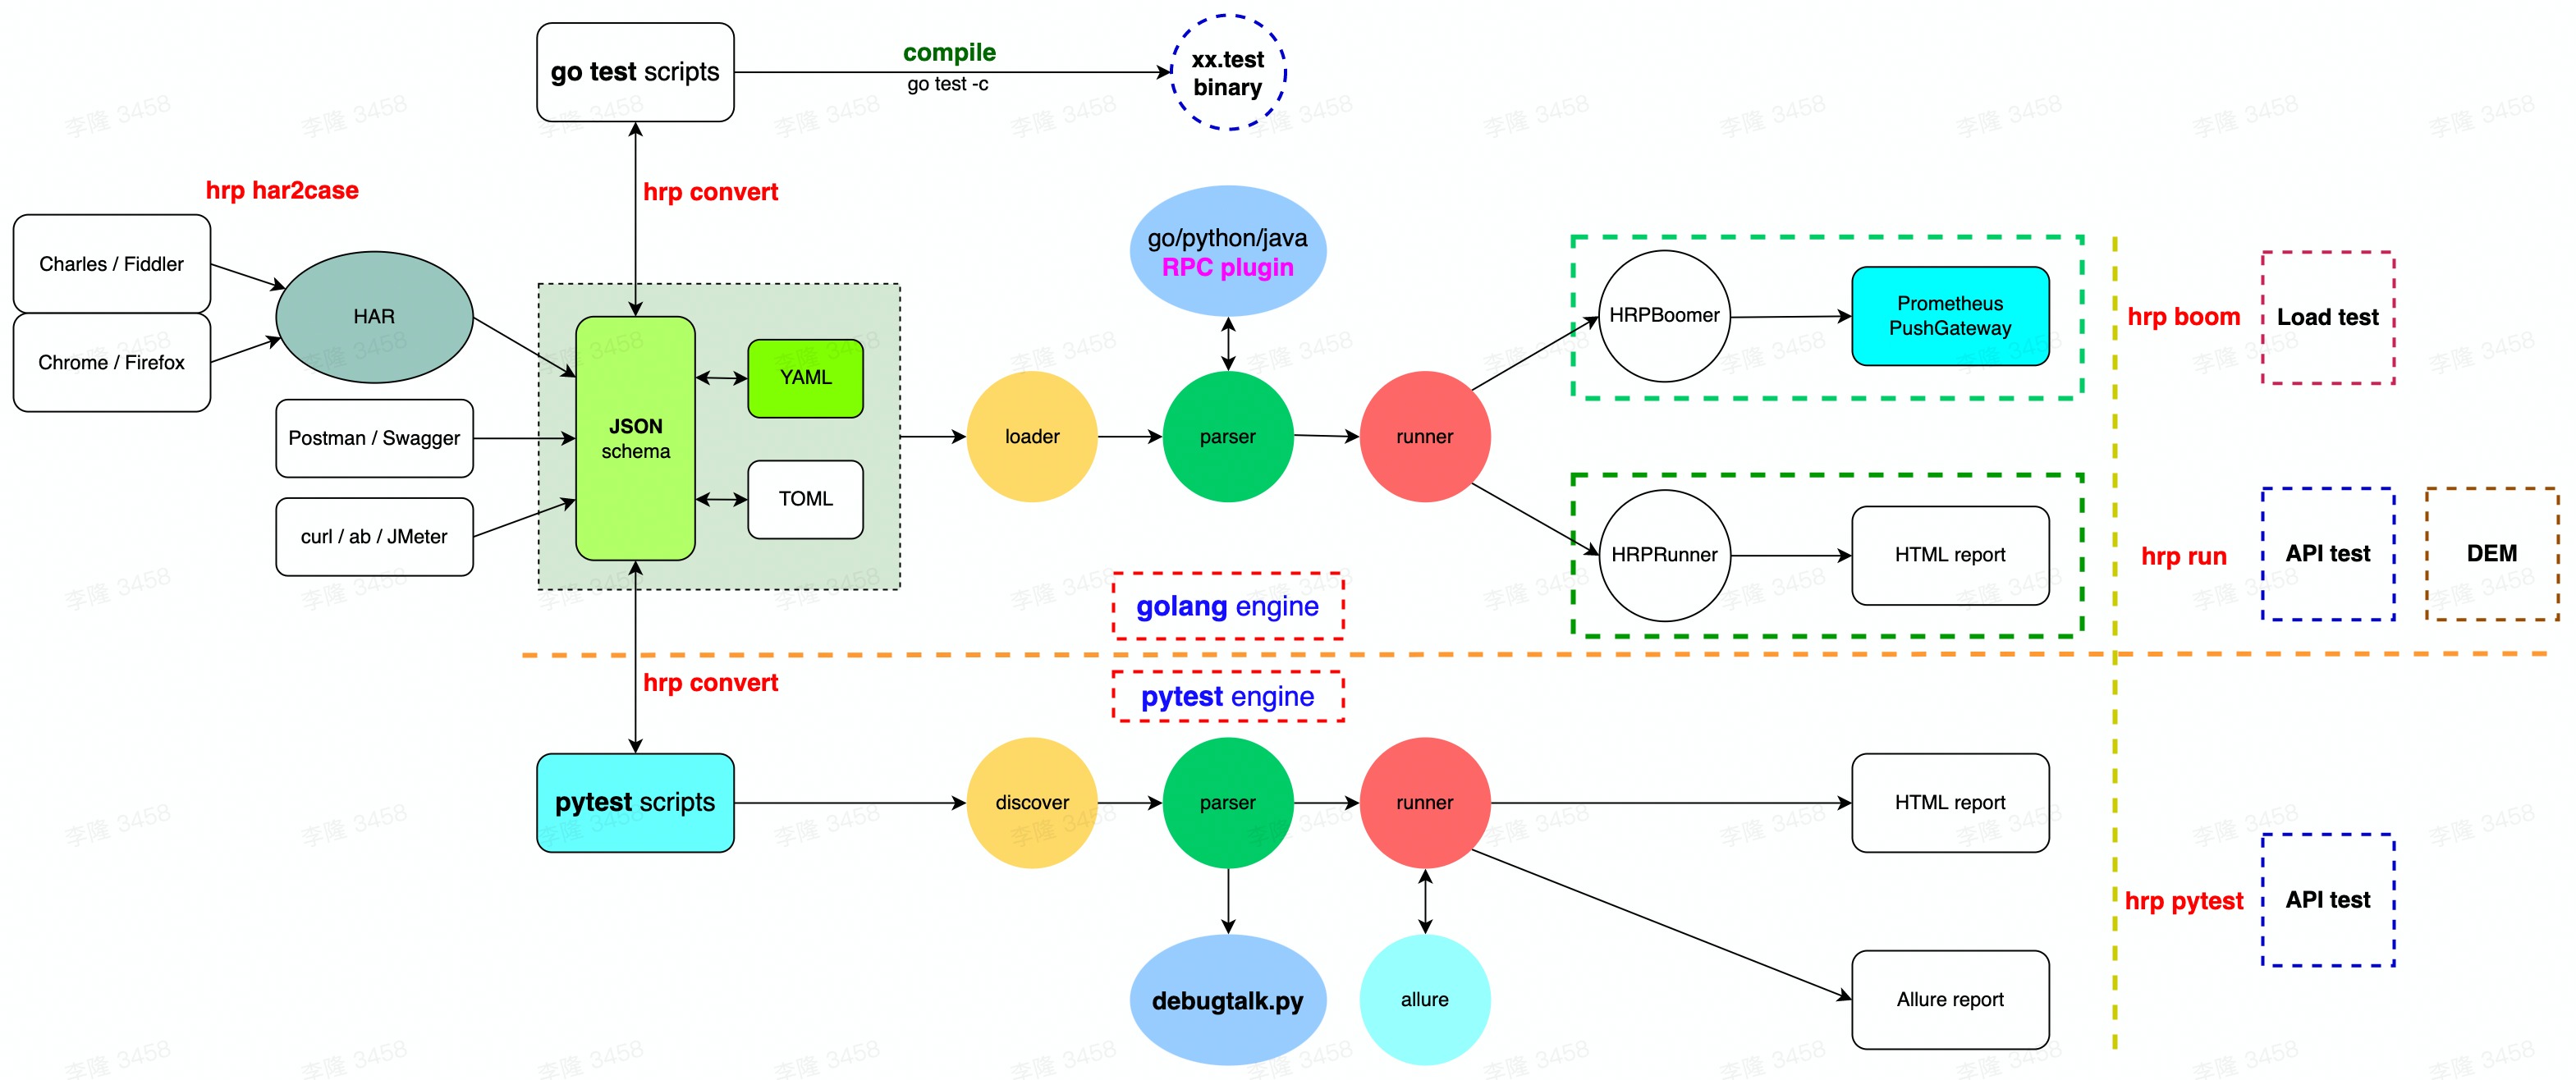 go test scripts
compile
go test -c
xx.test
binary
hrp har2case
hrp convert
Charles / Fiddler
Chrome / Firefox
HAR
Postman / Swagger
curl / ab / JMeter
JSON
schema
YAML
TOML
go/python/java
RPC plugin
loader
parser
runner
HRPBoomer
Prometheus
PushGateway
hrp boom
Load test
HRPRunner
HTML report
hrp run
API test
DEM
golang engine
hrp convert
pytest engine
pytest scripts
discover
parser
runner
HTML report
debugtalk.py
allure
Allure report
hrp pytest
API test
李隆 3458